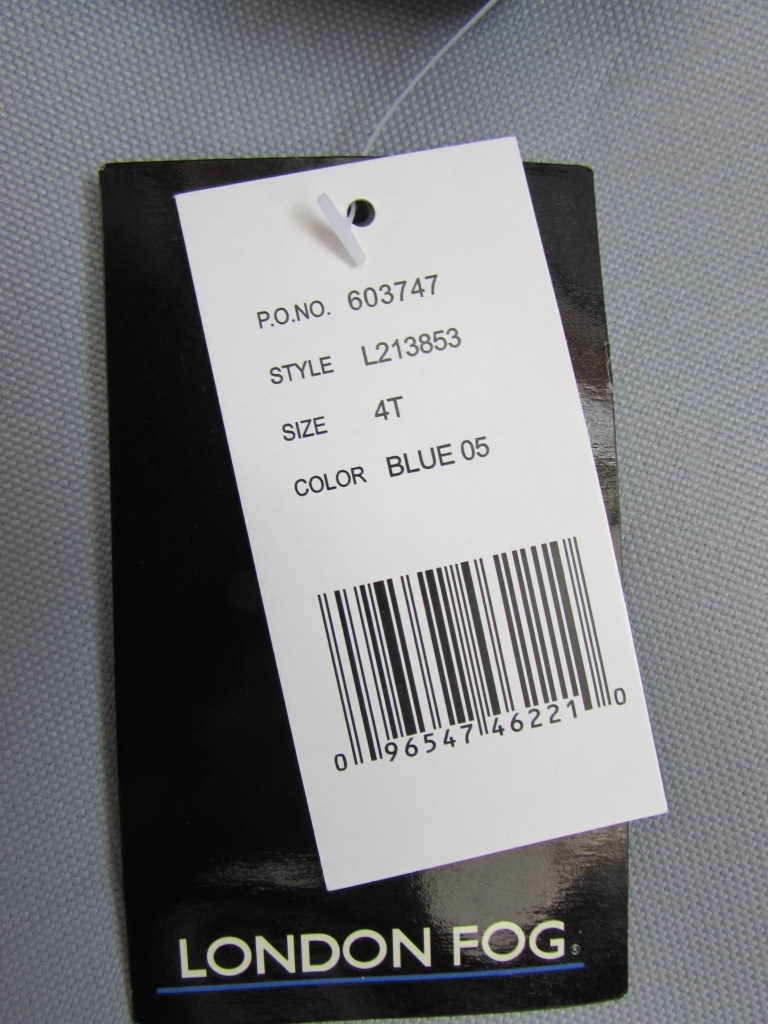 P.O.NO. 603747
STYLE L213853
SIZE 4T
COLOR BLUE 05
0 96547 46221 0
LONDON FOG®